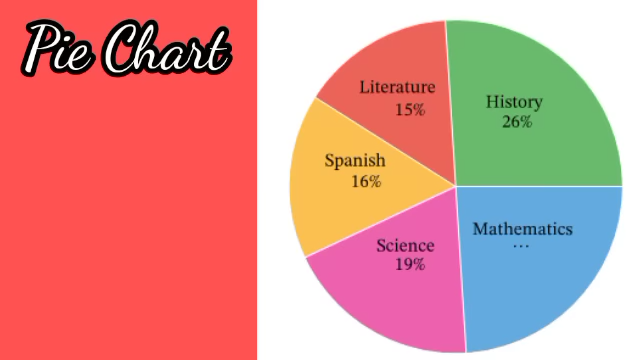 Pie Chart
Literature
15%
History
26%
Spanish
16%
Mathematics
...
Science
19%